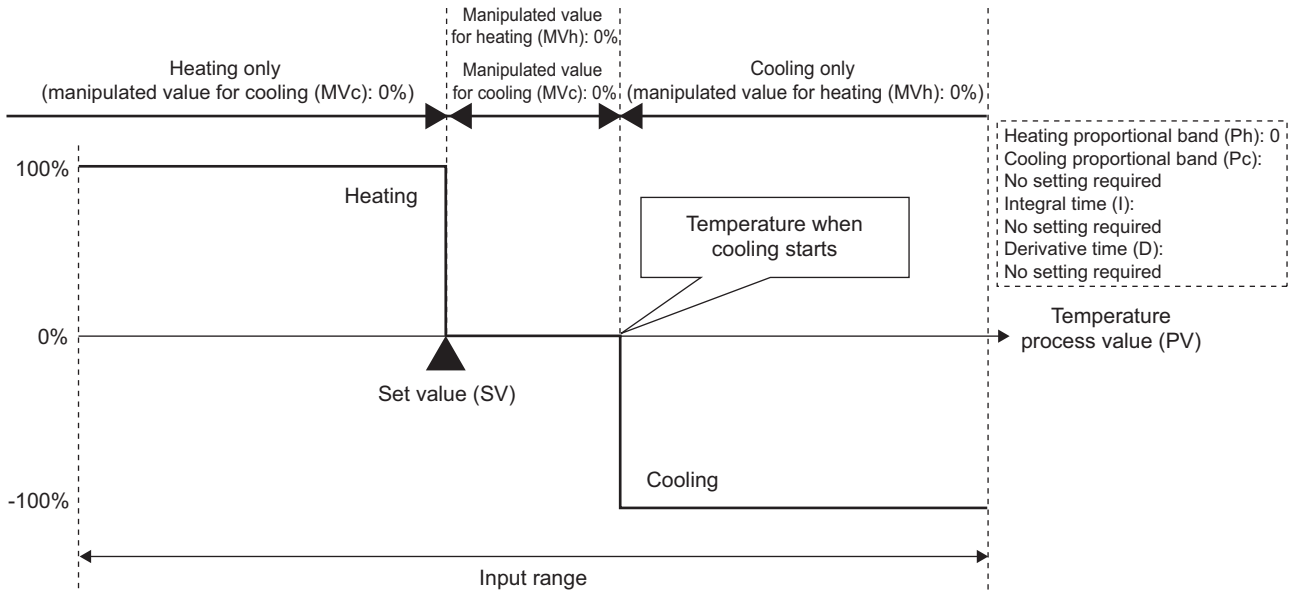 Manipulated value
for heating (MVh): 0%
Heating only
(manipulated value for cooling (MVc): 0%)
Manipulated value
for cooling (MVc): 0%
Cooling only
(manipulated value for heating (MVh): 0%)
Heating proportional band (Ph): 0
Cooling proportional band (Pc):
No setting required
Integral time (I):
No setting required
Derivative time (D):
No setting required
100%
Heating
Temperature when
cooling starts
0%
Temperature
process value (PV)
Set value (SV)
Cooling
-100%
Input range